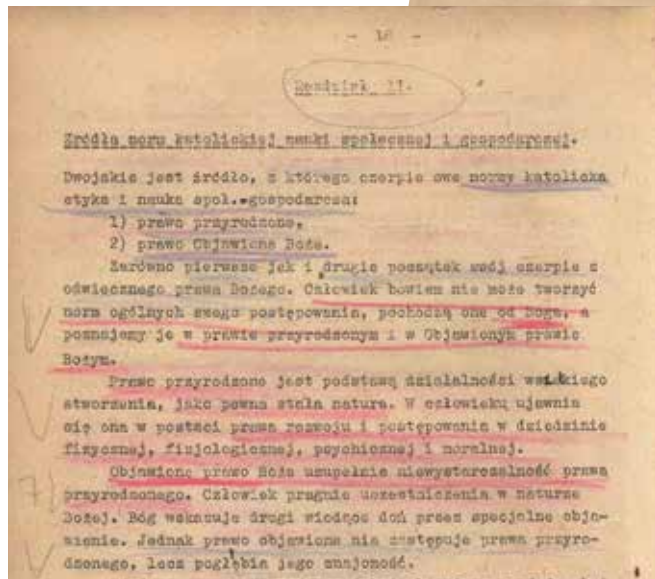 - 18 -
Rozdział II.
Źródła norm katolickiej nauki społecznej i gospodarczej.
Dwojakie jest źródło, z którego czerpie swe normy katolicka
etyka i nauka społ.-gospodarcza:
1) prawo przyrodzone,
2) prawo Objawione Boże.
Zarówno pierwsze jak i drugie początek swój czerpie z
odwiecznego prawa Bożego. Człowiek bowiem nie może tworzyć
norm ogólnych swego postępowania, pochodzą one od Boga, a
poznajemy je w prawie przyrodzonym i w Objawionym prawie
Bożym.
Prawo przyrodzone jest podstawą działalności wszelkiego
stworzenia, jako pewna stała natura. W człowieku ujawnia
się ona w postaci prawa rozwoju i postępowania w dziedzinie
fizycznej, fizjologicznej, psychicznej i moralnej.
Objawione prawo Boże uzupełnia niewystarczalność prawa
przyrodzonego. Człowiek pragnie uczestniczenia w naturze
Bożej. Bóg wskazuje drogi wiodące doń przez specjalne obja-
wienie. Jednak prawo objawione nie zastępuje prawa przyro-
dzonego, lecz pogłębia jego znajomość.